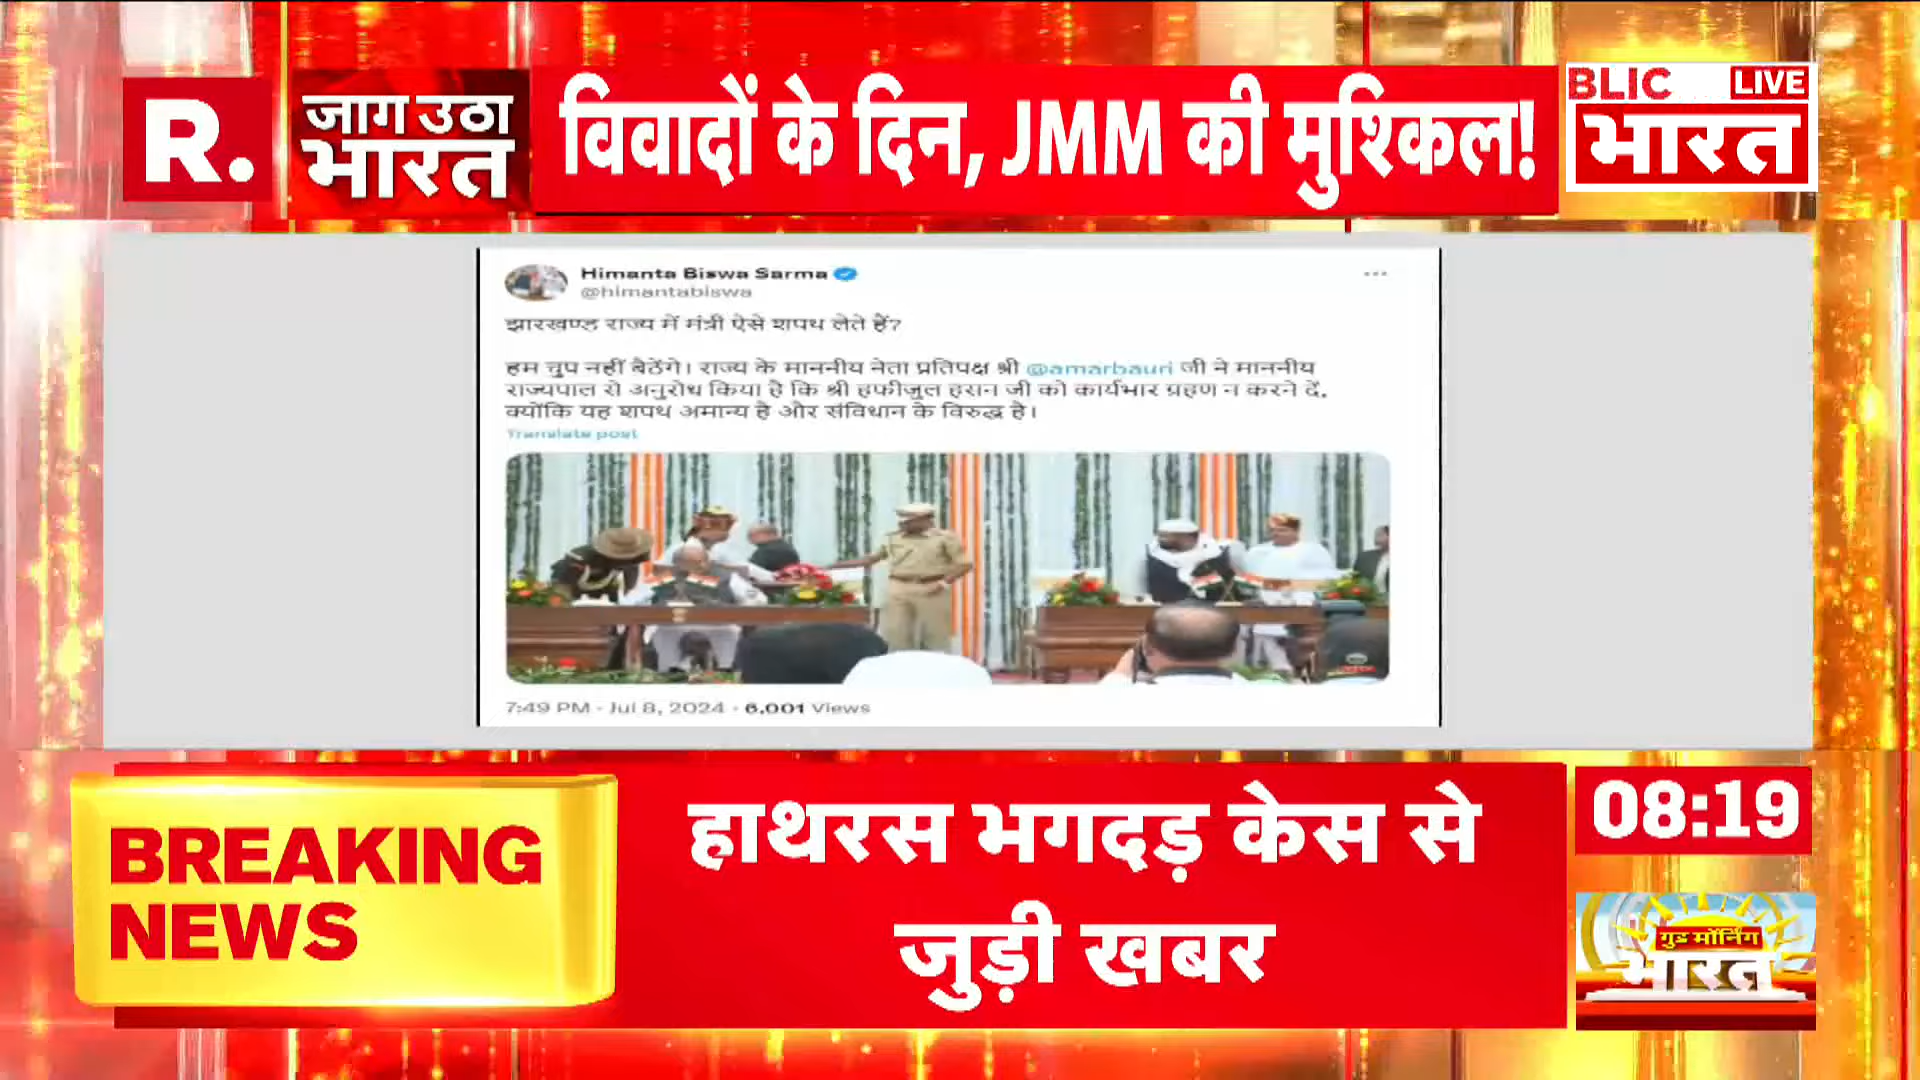 R.
जाग उठा
भारत
विवादों के दिन, JMM की मुश्किल!
BLIC
LIVE
भारत
Himanta Biswa Sarma
@himantabiswa
झारखण्ड राज्य में मंत्री ऐसे शपथ लेते हैं?
हम चुप नहीं बैठेंगे। राज्य के माननीय नेता प्रतिपक्ष श्री @amarbauri जी ने माननीय
राज्यपाल से अनुरोध किया है कि श्री हफीजुल हसन जी को कार्यभार ग्रहण न करने दें,
क्योंकि यह शपथ अमान्य है और संविधान के विरुद्ध है।
Translate post
7:49 PM · Jul 8, 2024 · 6,001 Views
BREAKING
NEWS
हाथरस भगदड़ केस से
जुड़ी खबर
08:19
गुड मॉर्निंग
भारत